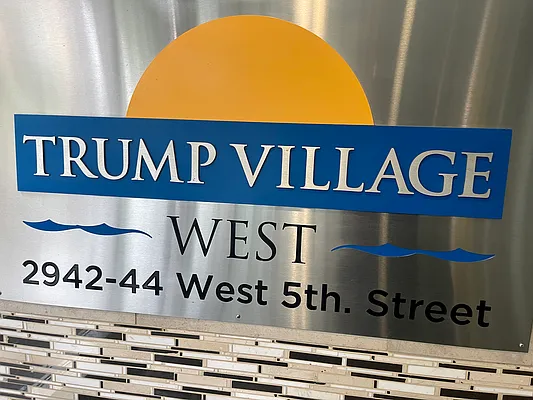 TRUMP VILLAGE
WEST
2942-44 West 5th. Street